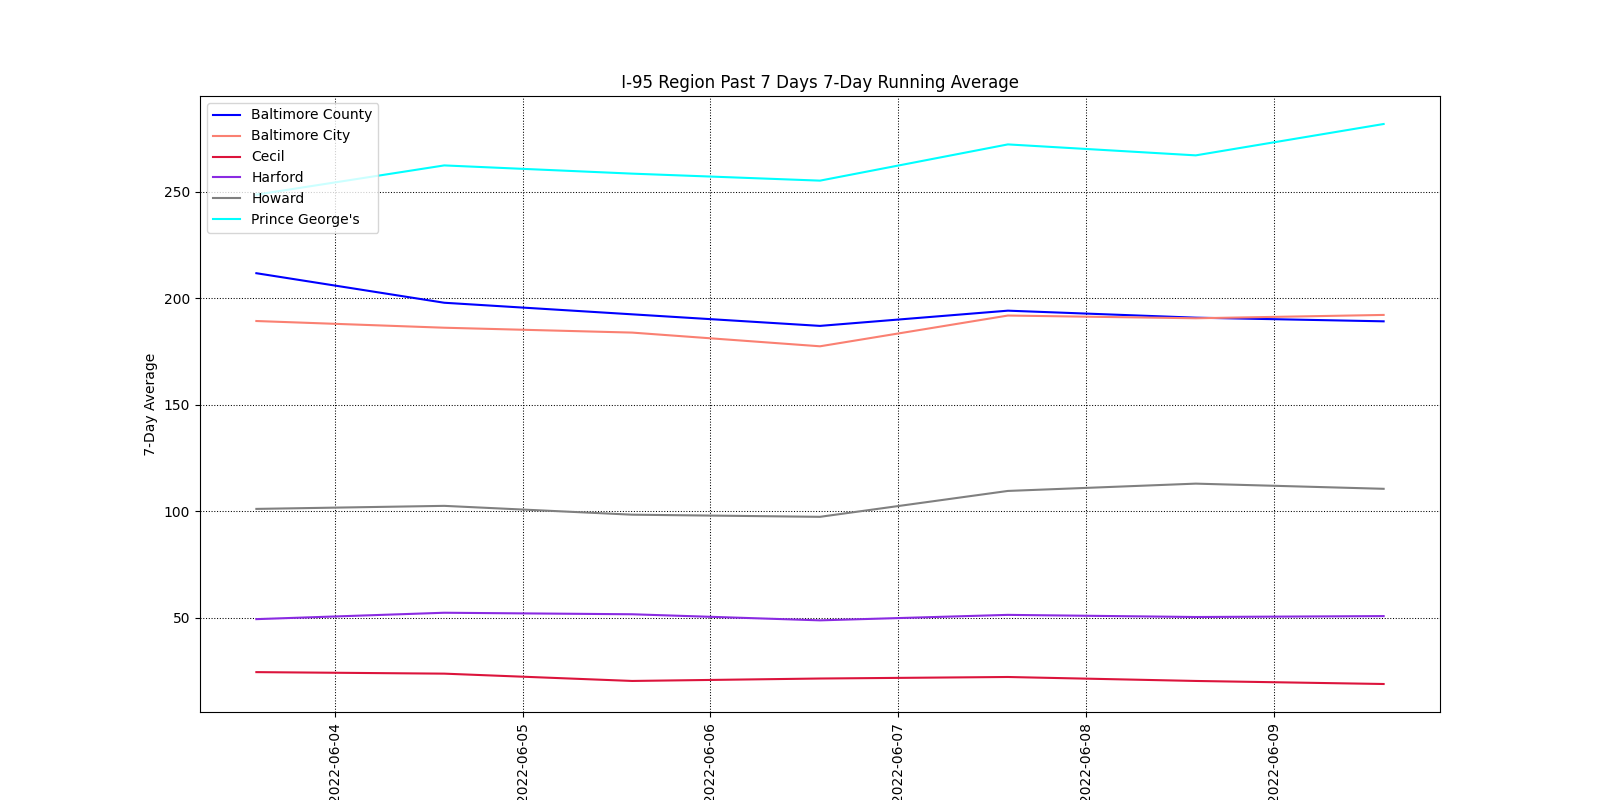 I-95 Region Past 7 Days 7-Day Running Average
Baltimore County
Baltimore City
Cecil
Harford
Howard
Prince George's
250
200
150
100
50
7-Day Average
2022-06-04
2022-06-05
2022-06-06
2022-06-07
2022-06-08
2022-06-09